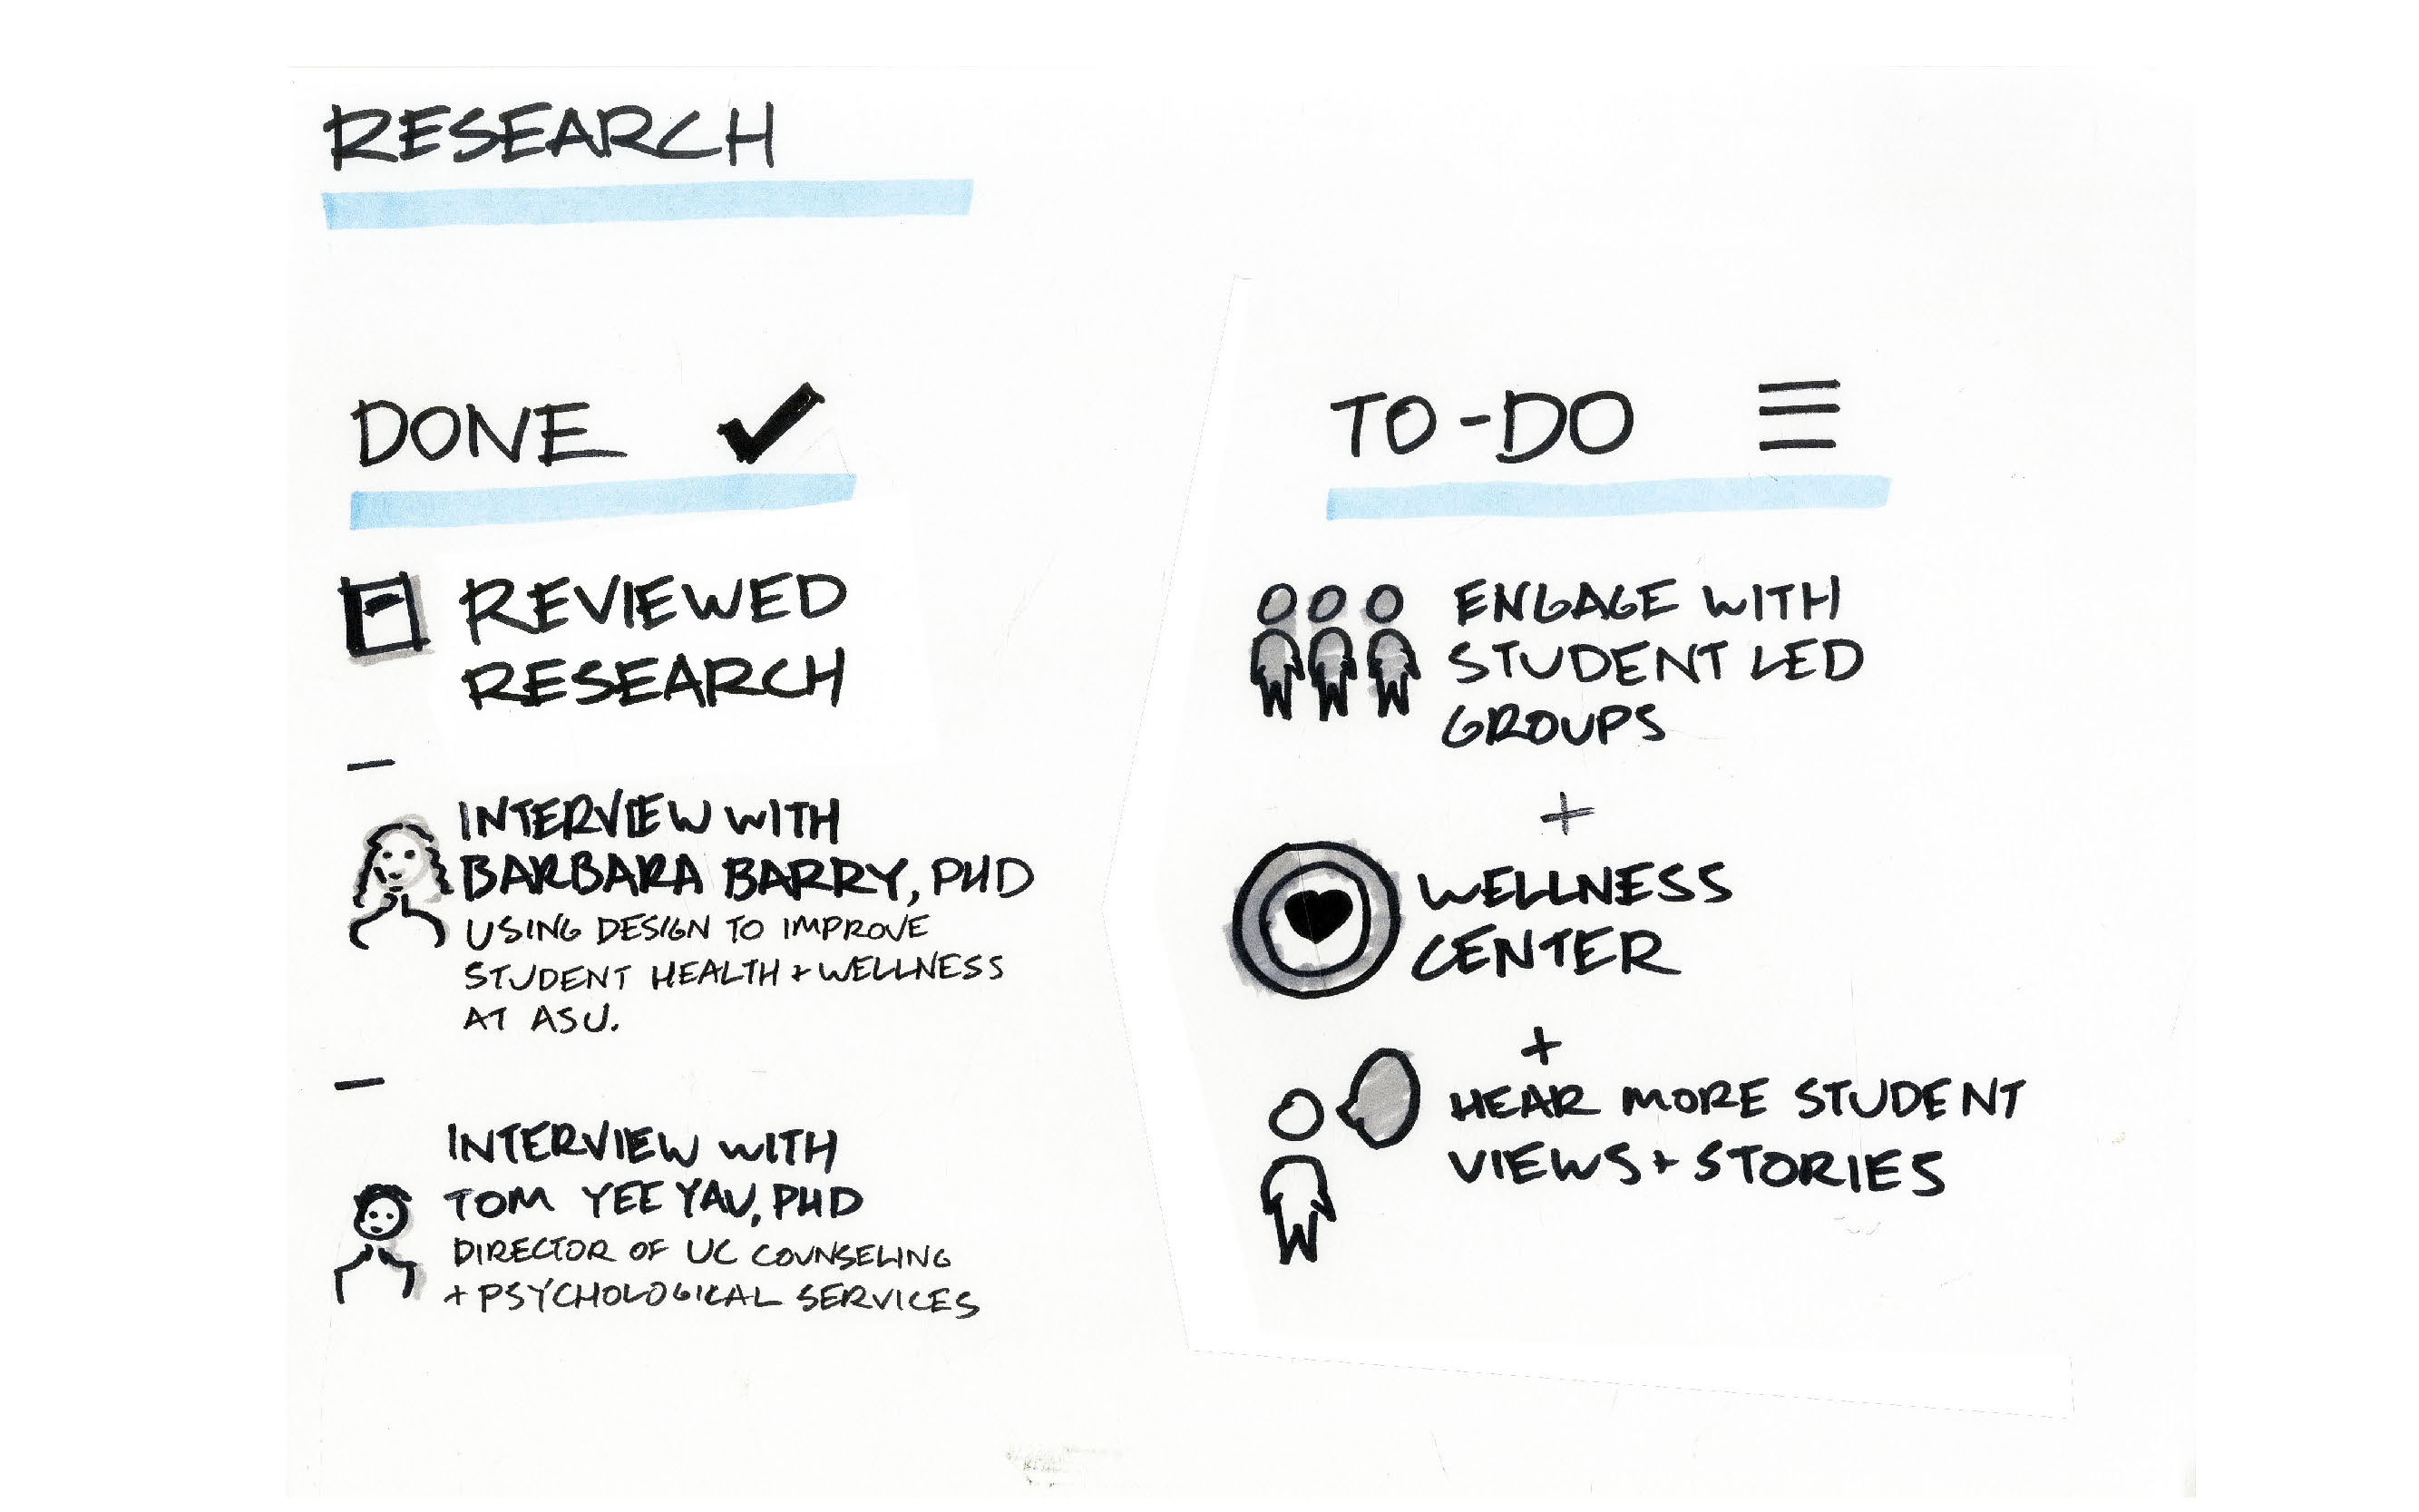 RESEARCH
DONE
REVIEWED
RESEARCH
INTERVIEW WITH
BARBARA BARRY, PHD
USING DESIGN TO IMPROVE
STUDENT HEALTH + WELLNESS
AT ASU.
INTERVIEW WITH
TOM YEE YAU, PHD
DIRECTOR OF UC COUNSELING
+ PSYCHOLOGICAL SERVICES
TO-DO
ENGAGE WITH
STUDENT LED
GROUPS
+
WELLNESS
CENTER
+
HEAR MORE STUDENT
VIEWS + STORIES